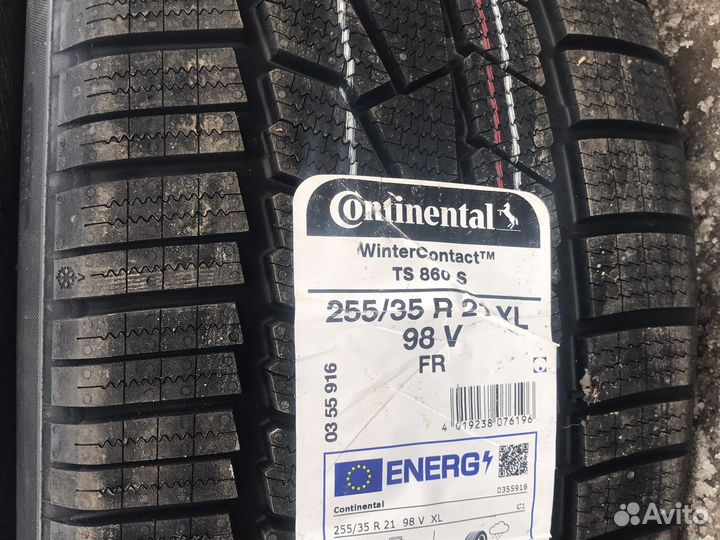 Continental
WinterContact™
TS 860 S
255/35 R 21 XL
98 V
FR
03 55 916
4 019238 076196
ENERG
0355916
Continental
C1
255/35 R 21 98 V XL
Avito